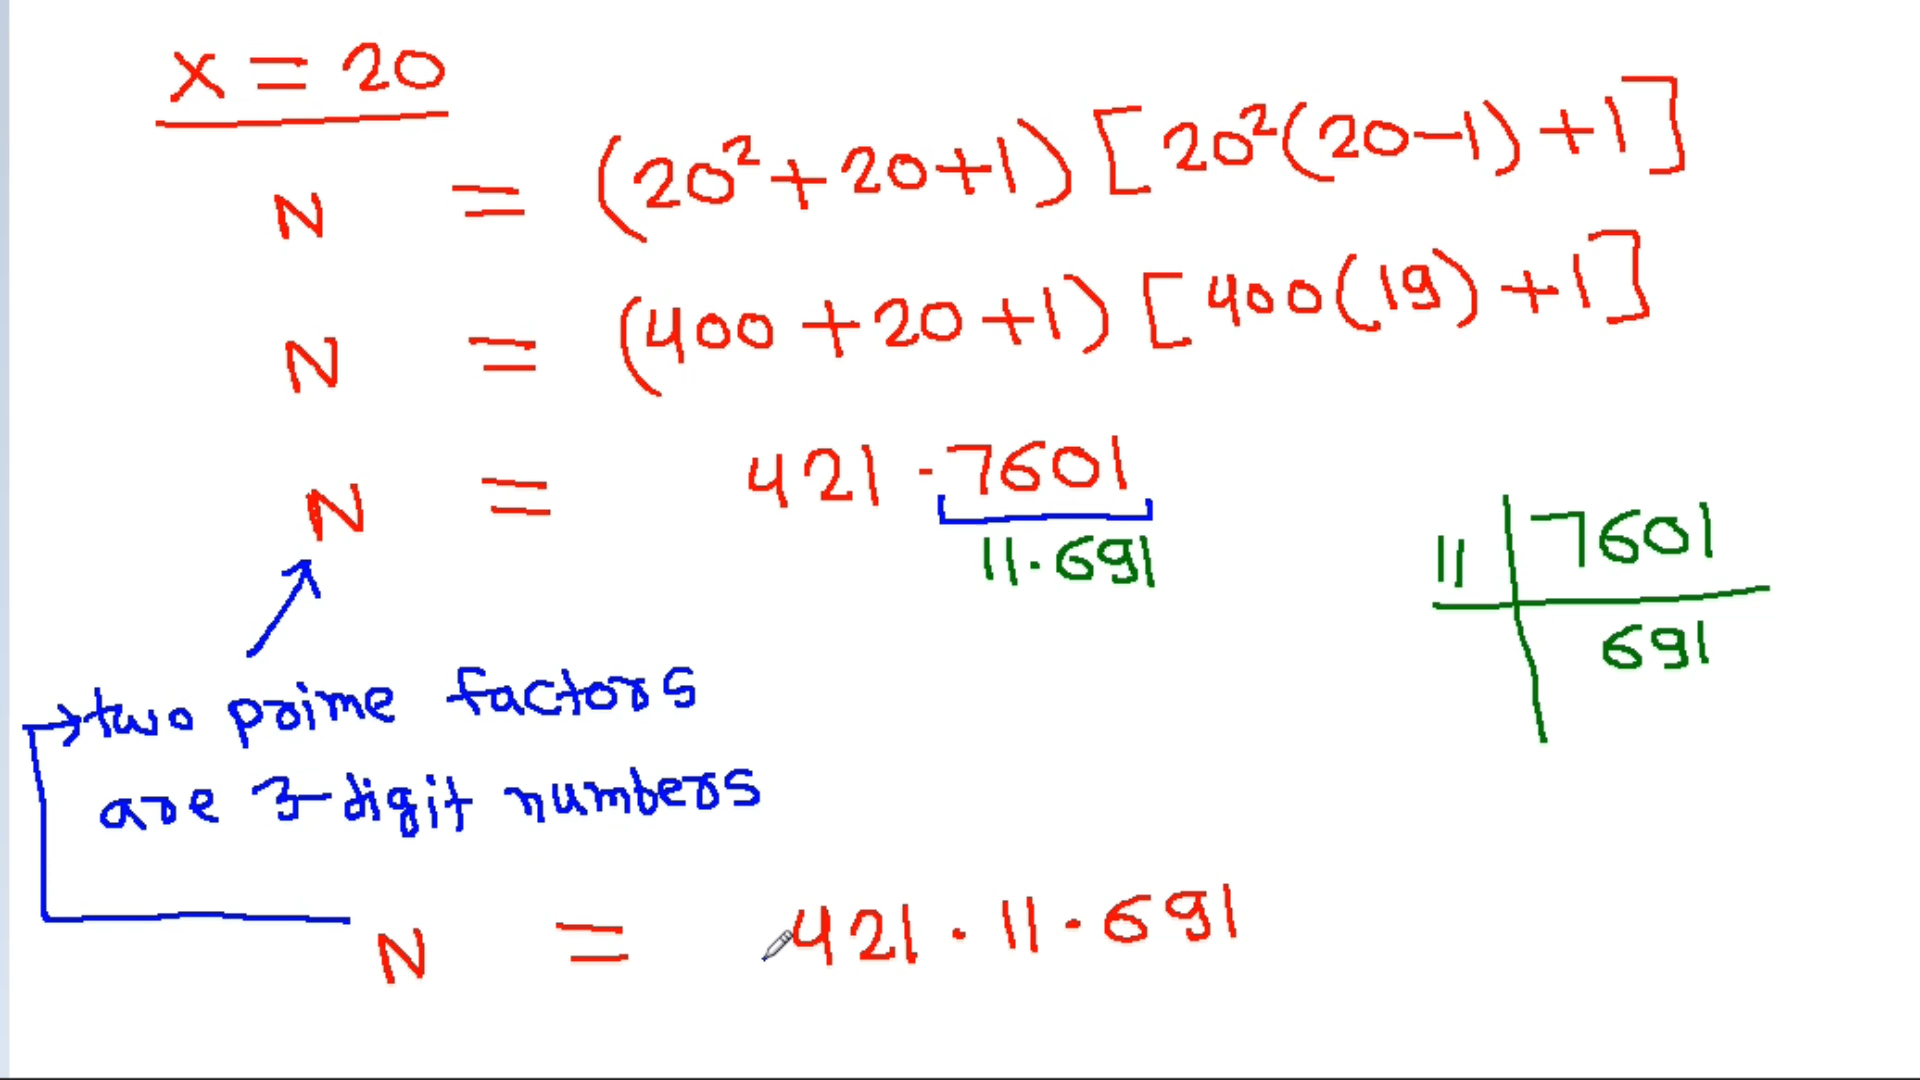 x = 20
N = (20²+20+1) [20²(20-1)+1]
N = (400+20+1) [400(19)+1]
N = 421 · 7601
11·691
11 | 7601
691
→ two prime factors
are 3-digit numbers
N = 421 · 11 · 691